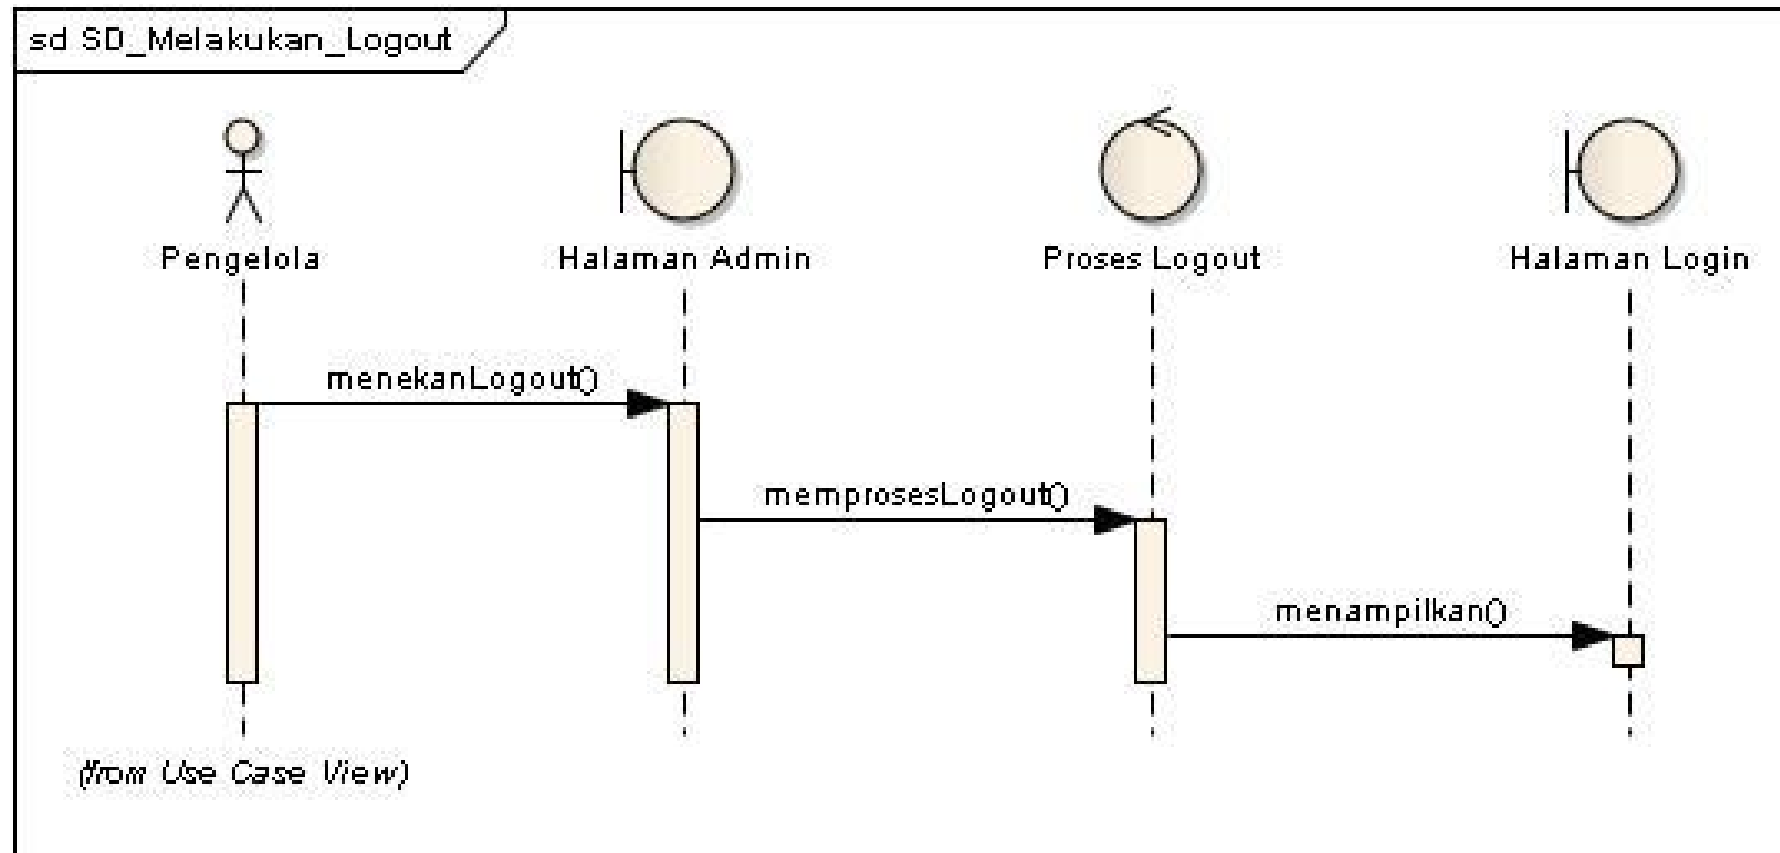 sd SD_Melakukan_Logout
Pengelola
Halaman Admin
Proses Logout
Halaman Login
menekanLogout()
memprosesLogout()
menampilkan()
(from Use Case View)